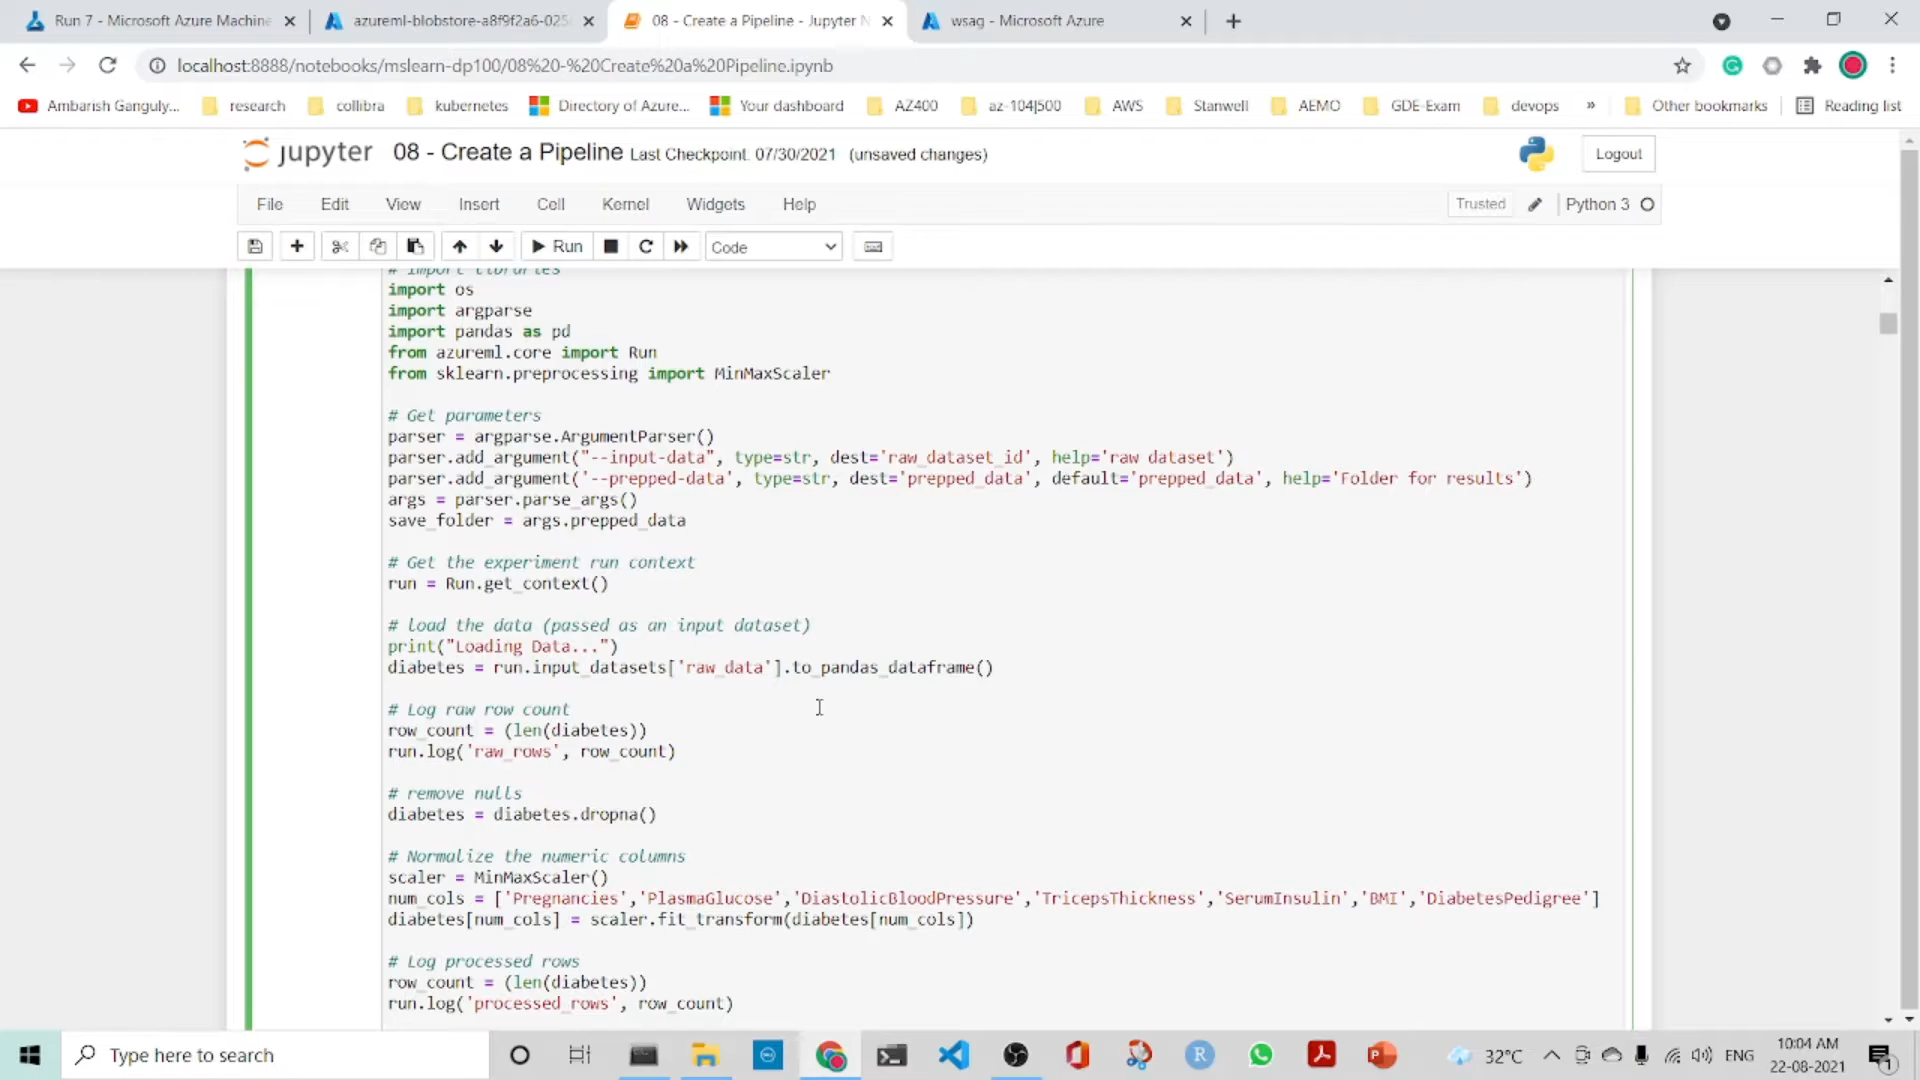 Run 7 - Microsoft Azure Machine
azureml-blobstore-a8f9f2a6-025
08 - Create a Pipeline - Jupyter N
wsag - Microsoft Azure
localhost:8888/notebooks/mslearn-dp100/08%20-%20Create%20a%20Pipeline.ipynb
Ambarish Ganguly...
research
collibra
kubernetes
Directory of Azure...
Your dashboard
AZ400
az-104|500
AWS
Stanwell
AEMO
GDE-Exam
devops
»
Other bookmarks
Reading list
jupyter 08 - Create a Pipeline Last Checkpoint: 07/30/2021 (unsaved changes)
Logout
File Edit View Insert Cell Kernel Widgets Help
Trusted
Python 3
Run
Code
# import libraries
import os
import argparse
import pandas as pd
from azureml.core import Run
from sklearn.preprocessing import MinMaxScaler
# Get parameters
parser = argparse.ArgumentParser()
parser.add_argument("--input-data", type=str, dest='raw_dataset_id', help='raw dataset')
parser.add_argument('--prepped-data', type=str, dest='prepped_data', default='prepped_data', help='Folder for results')
args = parser.parse_args()
save_folder = args.prepped_data
# Get the experiment run context
run = Run.get_context()
# load the data (passed as an input dataset)
print("Loading Data...")
diabetes = run.input_datasets['raw_data'].to_pandas_dataframe()
# Log raw row count
row_count = (len(diabetes))
run.log('raw_rows', row_count)
# remove nulls
diabetes = diabetes.dropna()
# Normalize the numeric columns
scaler = MinMaxScaler()
num_cols = ['Pregnancies','PlasmaGlucose','DiastolicBloodPressure','TricepsThickness','SerumInsulin','BMI','DiabetesPedigree']
diabetes[num_cols] = scaler.fit_transform(diabetes[num_cols])
# Log processed rows
row_count = (len(diabetes))
run.log('processed_rows', row_count)
Type here to search
32°C
ENG
10:04 AM
22-08-2021